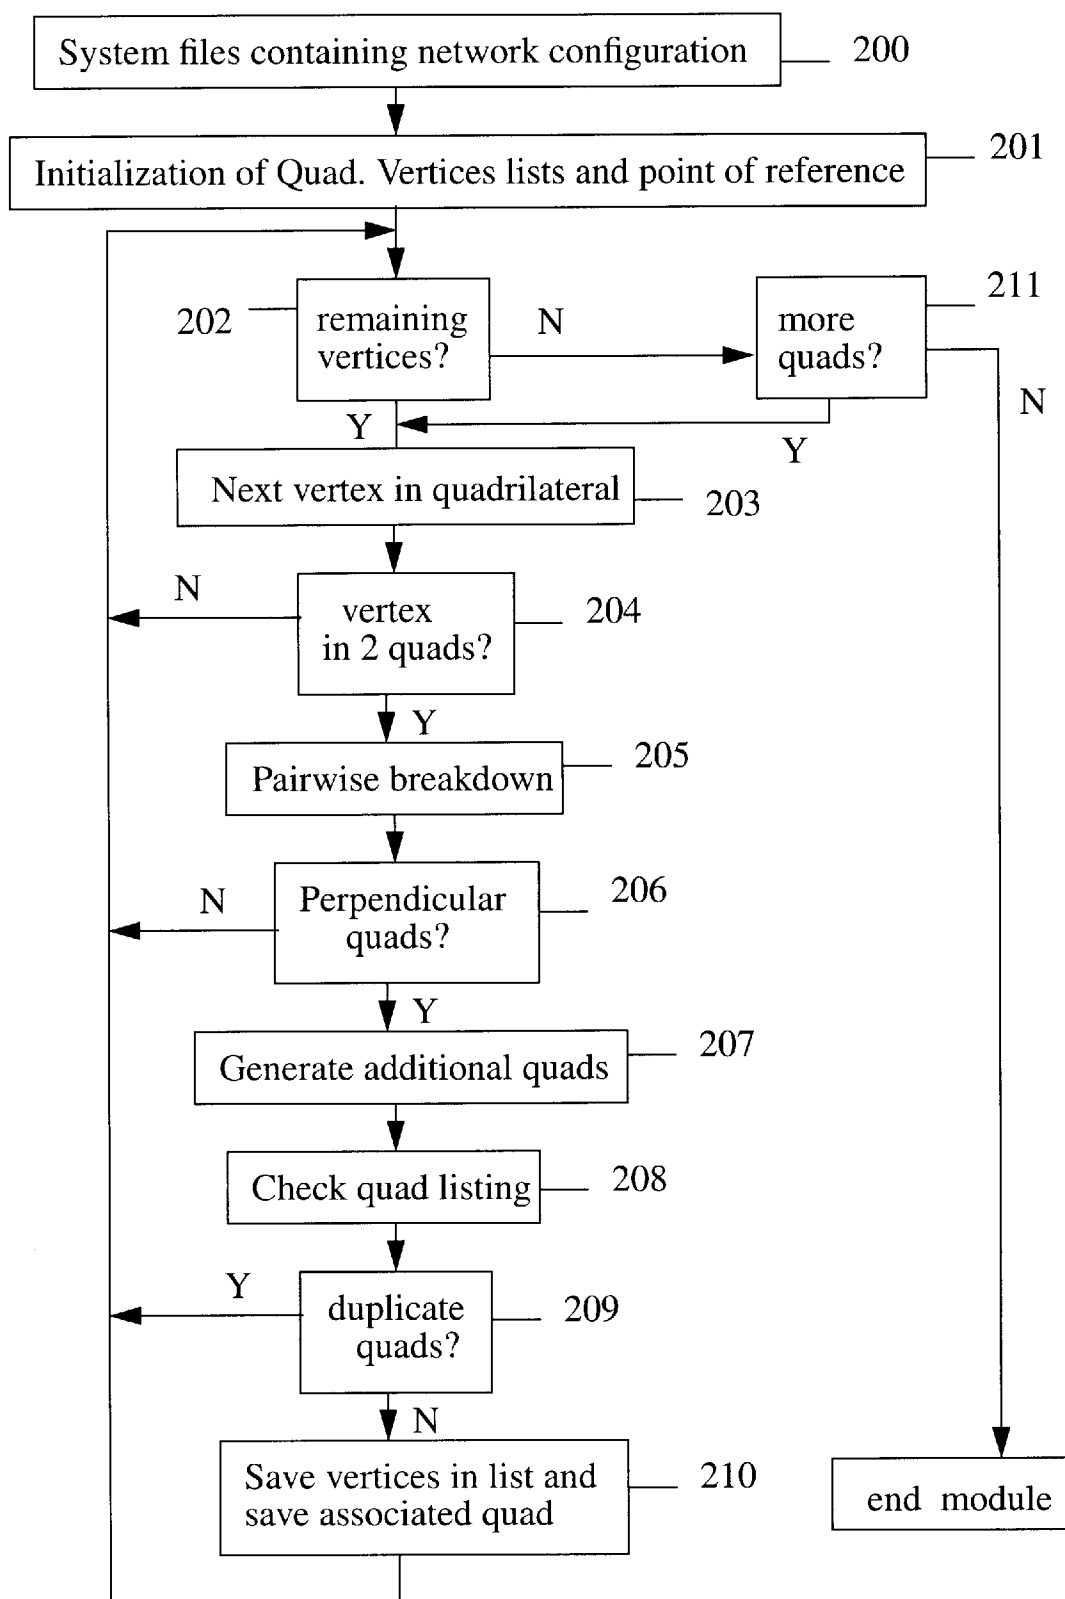 System files containing network configuration
200
Initialization of Quad. Vertices lists and point of reference
201
202
remaining
vertices?
N
more
quads?
211
N
Y
Y
Next vertex in quadrilateral
203
N
vertex
in 2 quads?
204
Y
Pairwise breakdown
205
N
Perpendicular
quads?
206
Y
Generate additional quads
207
Check quad listing
208
Y
duplicate
quads?
209
N
Save vertices in list and
save associated quad
210
end module